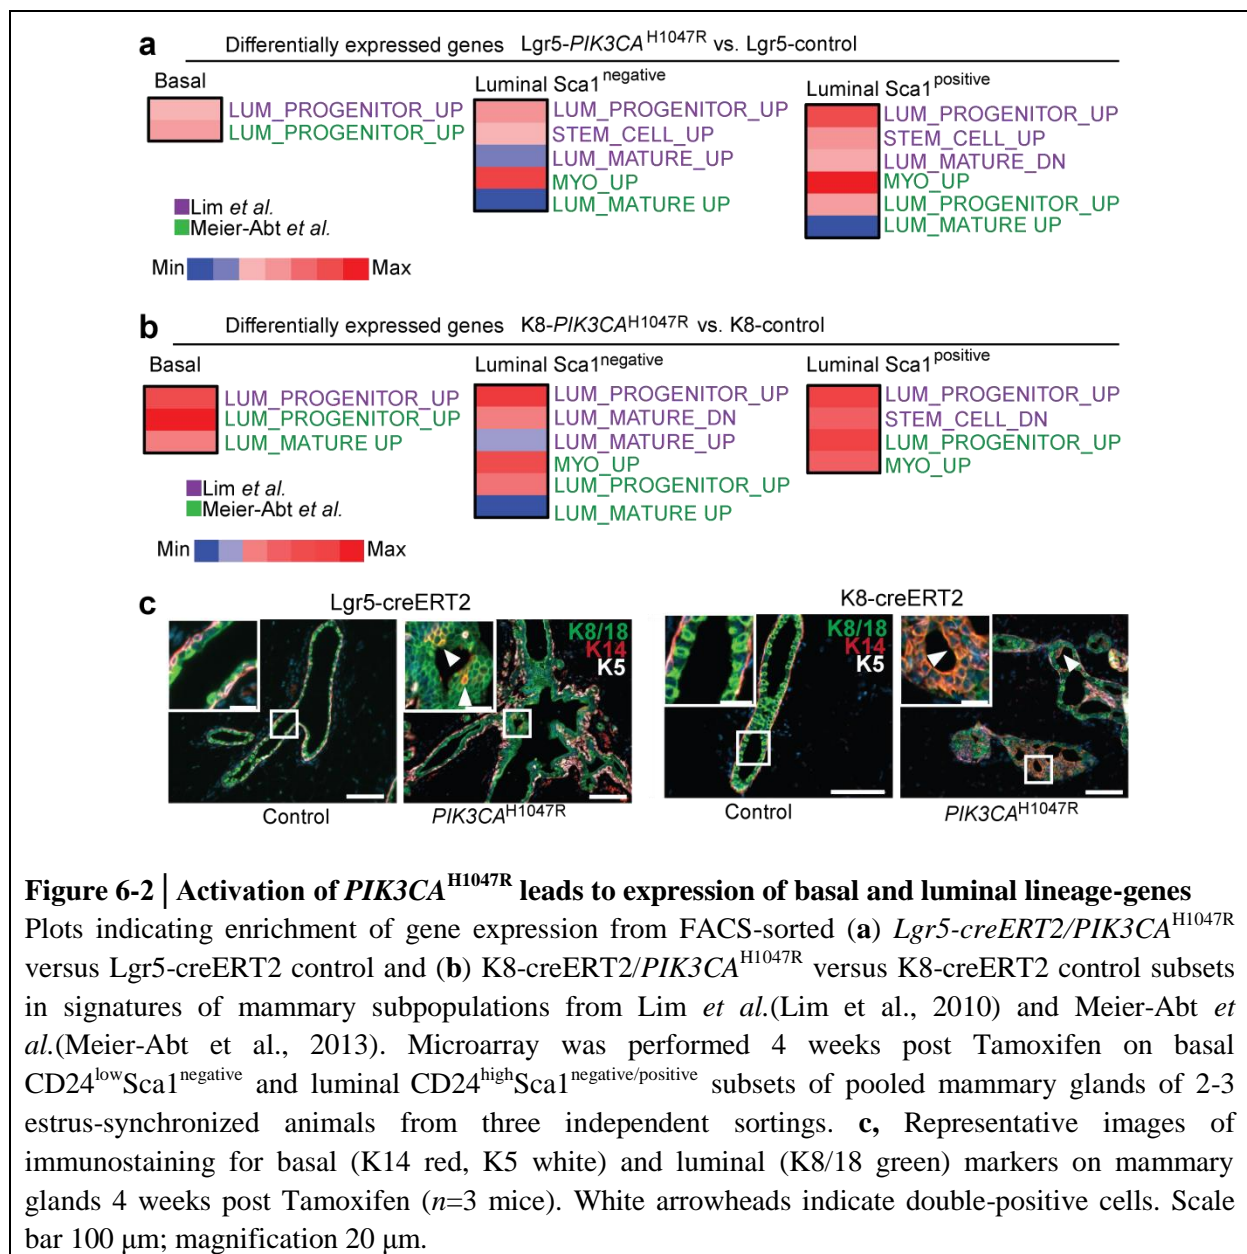 a
Differentially expressed genes Lgr5-PIK3CA^H1047R vs. Lgr5-control
Basal
LUM_PROGENITOR_UP
LUM_PROGENITOR_UP
Luminal Sca1^negative
LUM_PROGENITOR_UP
STEM_CELL_UP
LUM_MATURE_UP
MYO_UP
LUM_MATURE UP
Luminal Sca1^positive
LUM_PROGENITOR_UP
STEM_CELL_UP
LUM_MATURE_DN
MYO_UP
LUM_PROGENITOR_UP
LUM_MATURE UP
Lim et al.
Meier-Abt et al.
Min Max
b
Differentially expressed genes K8-PIK3CA^H1047R vs. K8-control
Basal
LUM_PROGENITOR_UP
LUM_PROGENITOR_UP
LUM_MATURE UP
Luminal Sca1^negative
LUM_PROGENITOR_UP
LUM_MATURE_DN
LUM_MATURE_UP
MYO_UP
LUM_PROGENITOR_UP
LUM_MATURE UP
Luminal Sca1^positive
LUM_PROGENITOR_UP
STEM_CELL_DN
LUM_PROGENITOR_UP
MYO_UP
Lim et al.
Meier-Abt et al.
Min Max
c
Lgr5-creERT2
K8/18
K14
K5
Control
PIK3CA^H1047R
K8-creERT2
K8/18
K14
K5
Control
PIK3CA^H1047R
Figure 6-2 | Activation of PIK3CA^H1047R leads to expression of basal and luminal lineage-genes
Plots indicating enrichment of gene expression from FACS-sorted (a) Lgr5-creERT2/PIK3CA^H1047R
versus Lgr5-creERT2 control and (b) K8-creERT2/PIK3CA^H1047R versus K8-creERT2 control subsets
in signatures of mammary subpopulations from Lim et al.(Lim et al., 2010) and Meier-Abt et
al.(Meier-Abt et al., 2013). Microarray was performed 4 weeks post Tamoxifen on basal
CD24^lowSca1^negative and luminal CD24^highSca1^negative/positive subsets of pooled mammary glands of 2-3
estrus-synchronized animals from three independent sortings. c, Representative images of
immunostaining for basal (K14 red, K5 white) and luminal (K8/18 green) markers on mammary
glands 4 weeks post Tamoxifen (n=3 mice). White arrowheads indicate double-positive cells. Scale
bar 100 μm; magnification 20 μm.